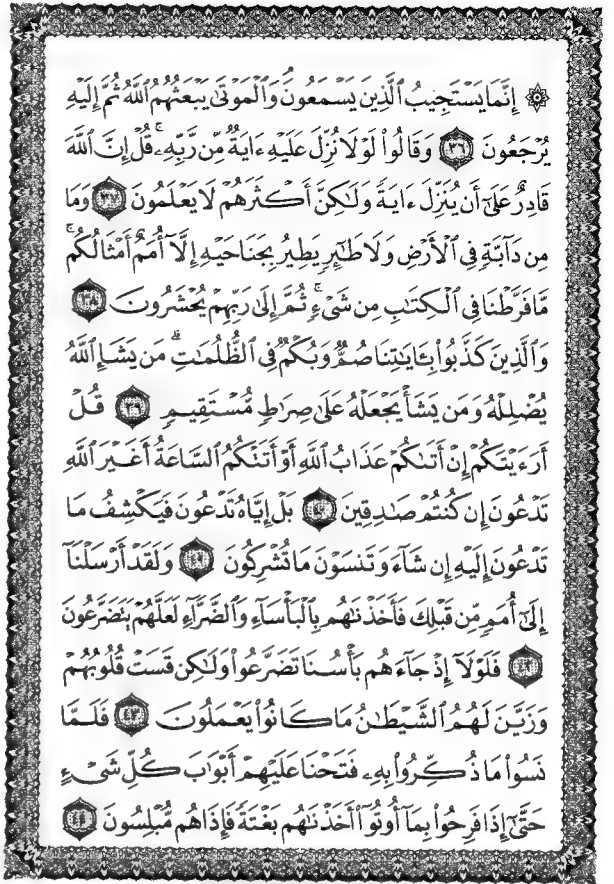 ۞ إِنَّمَا يَسْتَجِيبُ ٱلَّذِينَ يَسْمَعُونَۘ وَٱلْمَوْتَىٰ يَبْعَثُهُمُ ٱللَّهُ ثُمَّ إِلَيْهِ
يُرْجَعُونَ ٣٦ وَقَالُوا۟ لَوْلَا نُزِّلَ عَلَيْهِ ءَايَةٌ مِّن رَّبِّهِۦۚ قُلْ إِنَّ ٱللَّهَ
قَادِرٌ عَلَىٰٓ أَن يُنَزِّلَ ءَايَةً وَلَـٰكِنَّ أَكْثَرَهُمْ لَا يَعْلَمُونَ ٣٧ وَمَا
مِن دَآبَّةٍ فِى ٱلْأَرْضِ وَلَا طَـٰٓئِرٍ يَطِيرُ بِجَنَاحَيْهِ إِلَّآ أُمَمٌ أَمْثَالُكُمۚ
مَّا فَرَّطْنَا فِى ٱلْكِتَـٰبِ مِن شَىْءٍۚ ثُمَّ إِلَىٰ رَبِّهِمْ يُحْشَرُونَ ٣٨
وَٱلَّذِينَ كَذَّبُوا۟ بِـَٔايَـٰتِنَا صُمٌّ وَبُكْمٌ فِى ٱلظُّلُمَـٰتِۗ مَن يَشَإِ ٱللَّهُ
يُضْلِلْهُ وَمَن يَشَأْ يَجْعَلْهُ عَلَىٰ صِرَٰطٍ مُّسْتَقِيمٍ ٣٩ قُلْ
أَرَءَيْتَكُمْ إِنْ أَتَىٰكُمْ عَذَابُ ٱللَّهِ أَوْ أَتَتْكُمُ ٱلسَّاعَةُ أَغَيْرَ ٱللَّهِ
تَدْعُونَ إِن كُنتُمْ صَـٰدِقِينَ ٤٠ بَلْ إِيَّاهُ تَدْعُونَ فَيَكْشِفُ مَا
تَدْعُونَ إِلَيْهِ إِن شَآءَ وَتَنسَوْنَ مَا تُشْرِكُونَ ٤١ وَلَقَدْ أَرْسَلْنَآ
إِلَىٰٓ أُمَمٍ مِّن قَبْلِكَ فَأَخَذْنَـٰهُم بِٱلْبَأْسَآءِ وَٱلضَّرَّآءِ لَعَلَّهُمْ يَتَضَرَّعُونَ
٤٢ فَلَوْلَآ إِذْ جَآءَهُم بَأْسُنَا تَضَرَّعُوا۟ وَلَـٰكِن قَسَتْ قُلُوبُهُمْ
وَزَيَّنَ لَهُمُ ٱلشَّيْطَـٰنُ مَا كَانُوا۟ يَعْمَلُونَ ٤٣ فَلَمَّا
نَسُوا۟ مَا ذُكِّرُوا۟ بِهِۦ فَتَحْنَا عَلَيْهِمْ أَبْوَٰبَ كُلِّ شَىْءٍ
حَتَّىٰٓ إِذَا فَرِحُوا۟ بِمَآ أُوتُوٓا۟ أَخَذْنَـٰهُم بَغْتَةً فَإِذَا هُم مُّبْلِسُونَ ٤٤